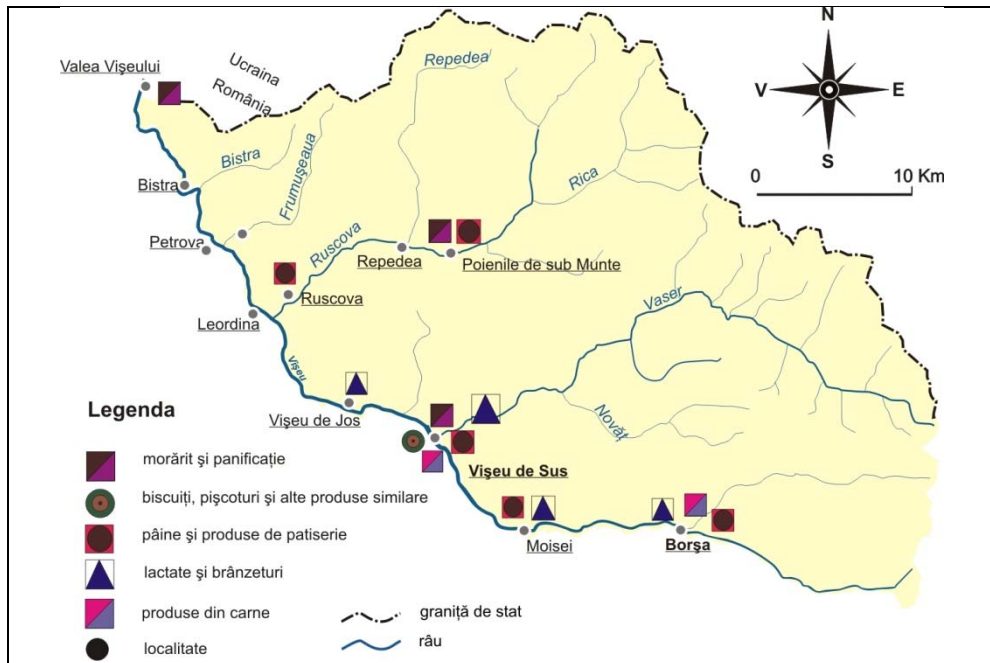 N
V
E
S
0
10 Km
Valea Vişeului
Ucraina
România
Repedea
Bistra
Frumuşeaua
Rica
Bistra
Petrova
Ruscova
Repedea
Poienile de sub Munte
Ruscova
Leordina
Vaser
Vişeu
Vişeu de Jos
Novăţ
Vişeu de Sus
Moisei
Borşa
Legenda
morărit şi panificaţie
biscuiţi, pişcoturi şi alte produse similare
pâine şi produse de patiserie
lactate şi brânzeturi
produse din carne
localitate
graniţă de stat
râu